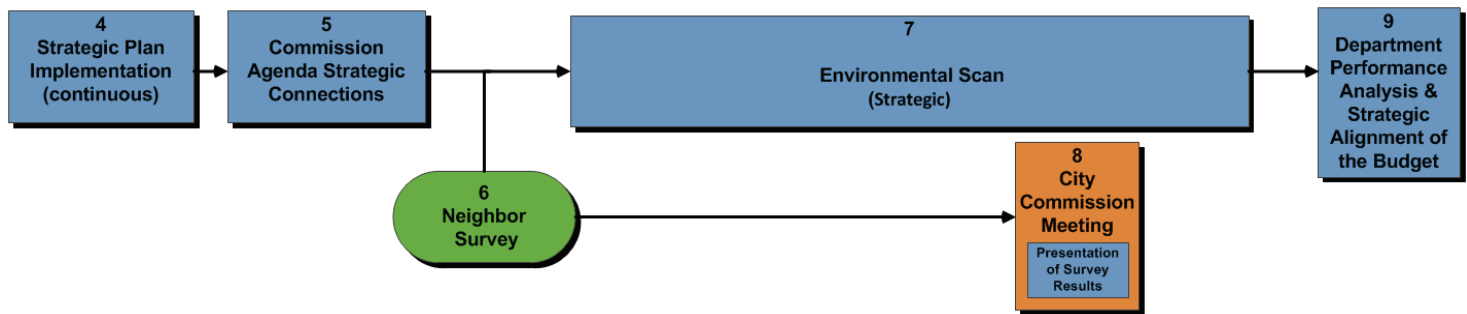 4
Strategic Plan
Implementation
(continuous)
5
Commission
Agenda Strategic
Connections
7
Environmental Scan
(Strategic)
9
Department
Performance
Analysis &
Strategic
Alignment of
the Budget
6
Neighbor
Survey
8
City
Commission
Meeting
Presentation
of Survey
Results